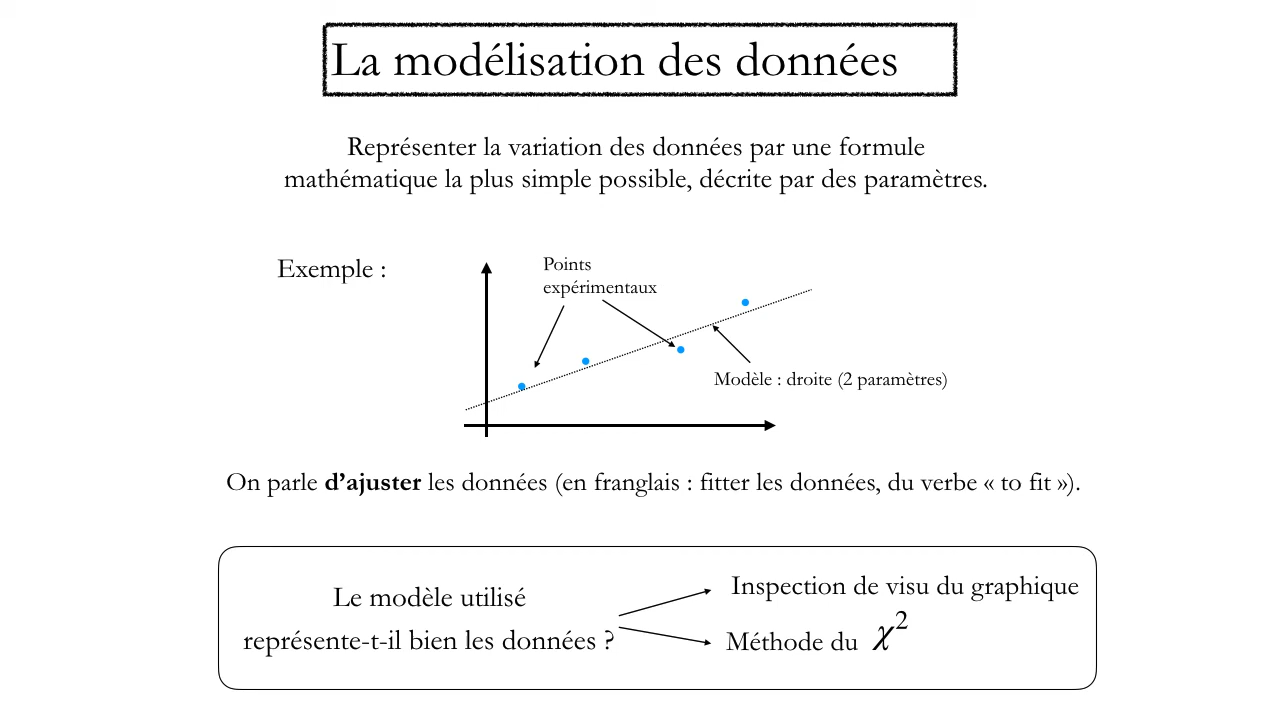 La modélisation des données
Représenter la variation des données par une formule
mathématique la plus simple possible, décrite par des paramètres.
Exemple :
Points
expérimentaux
Modèle : droite (2 paramètres)
On parle d’ajuster les données (en franglais : fitter les données, du verbe « to fit »).
Le modèle utilisé
représente-t-il bien les données ?
Inspection de visu du graphique
Méthode du χ²